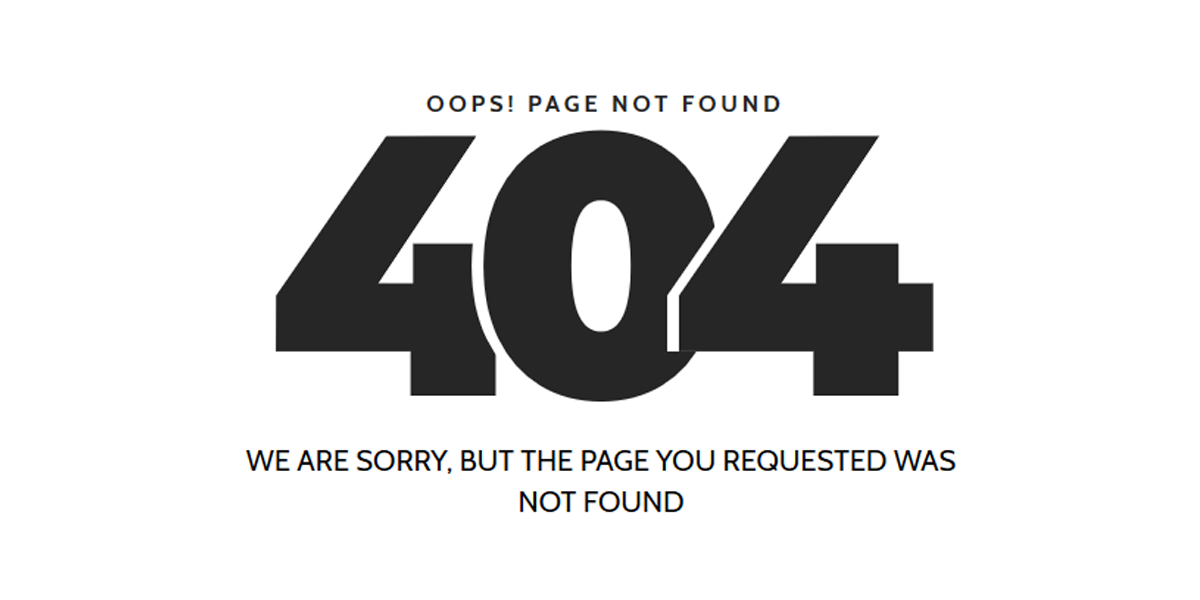 OOPS! PAGE NOT FOUND
404
WE ARE SORRY, BUT THE PAGE YOU REQUESTED WAS
NOT FOUND